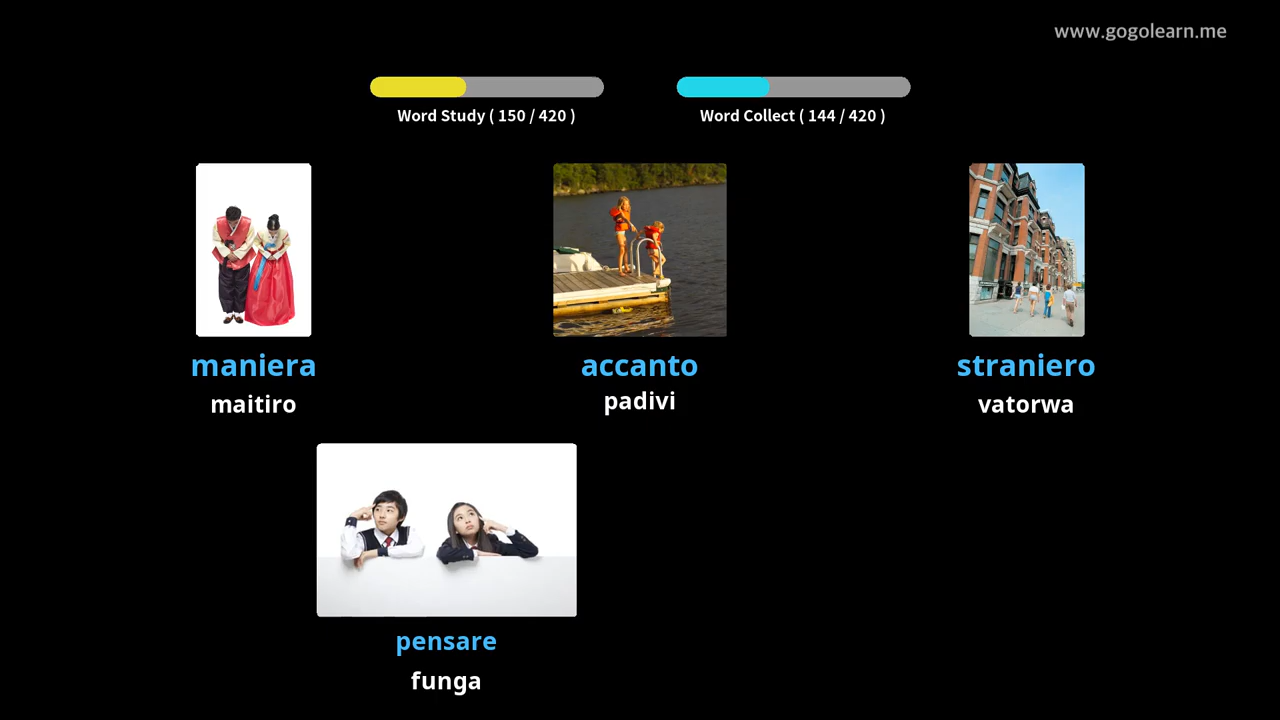 www.gogolearn.me
Word Study ( 150 / 420 )
Word Collect ( 144 / 420 )
maniera
maitiro
accanto
padivi
straniero
vatorwa
pensare
funga